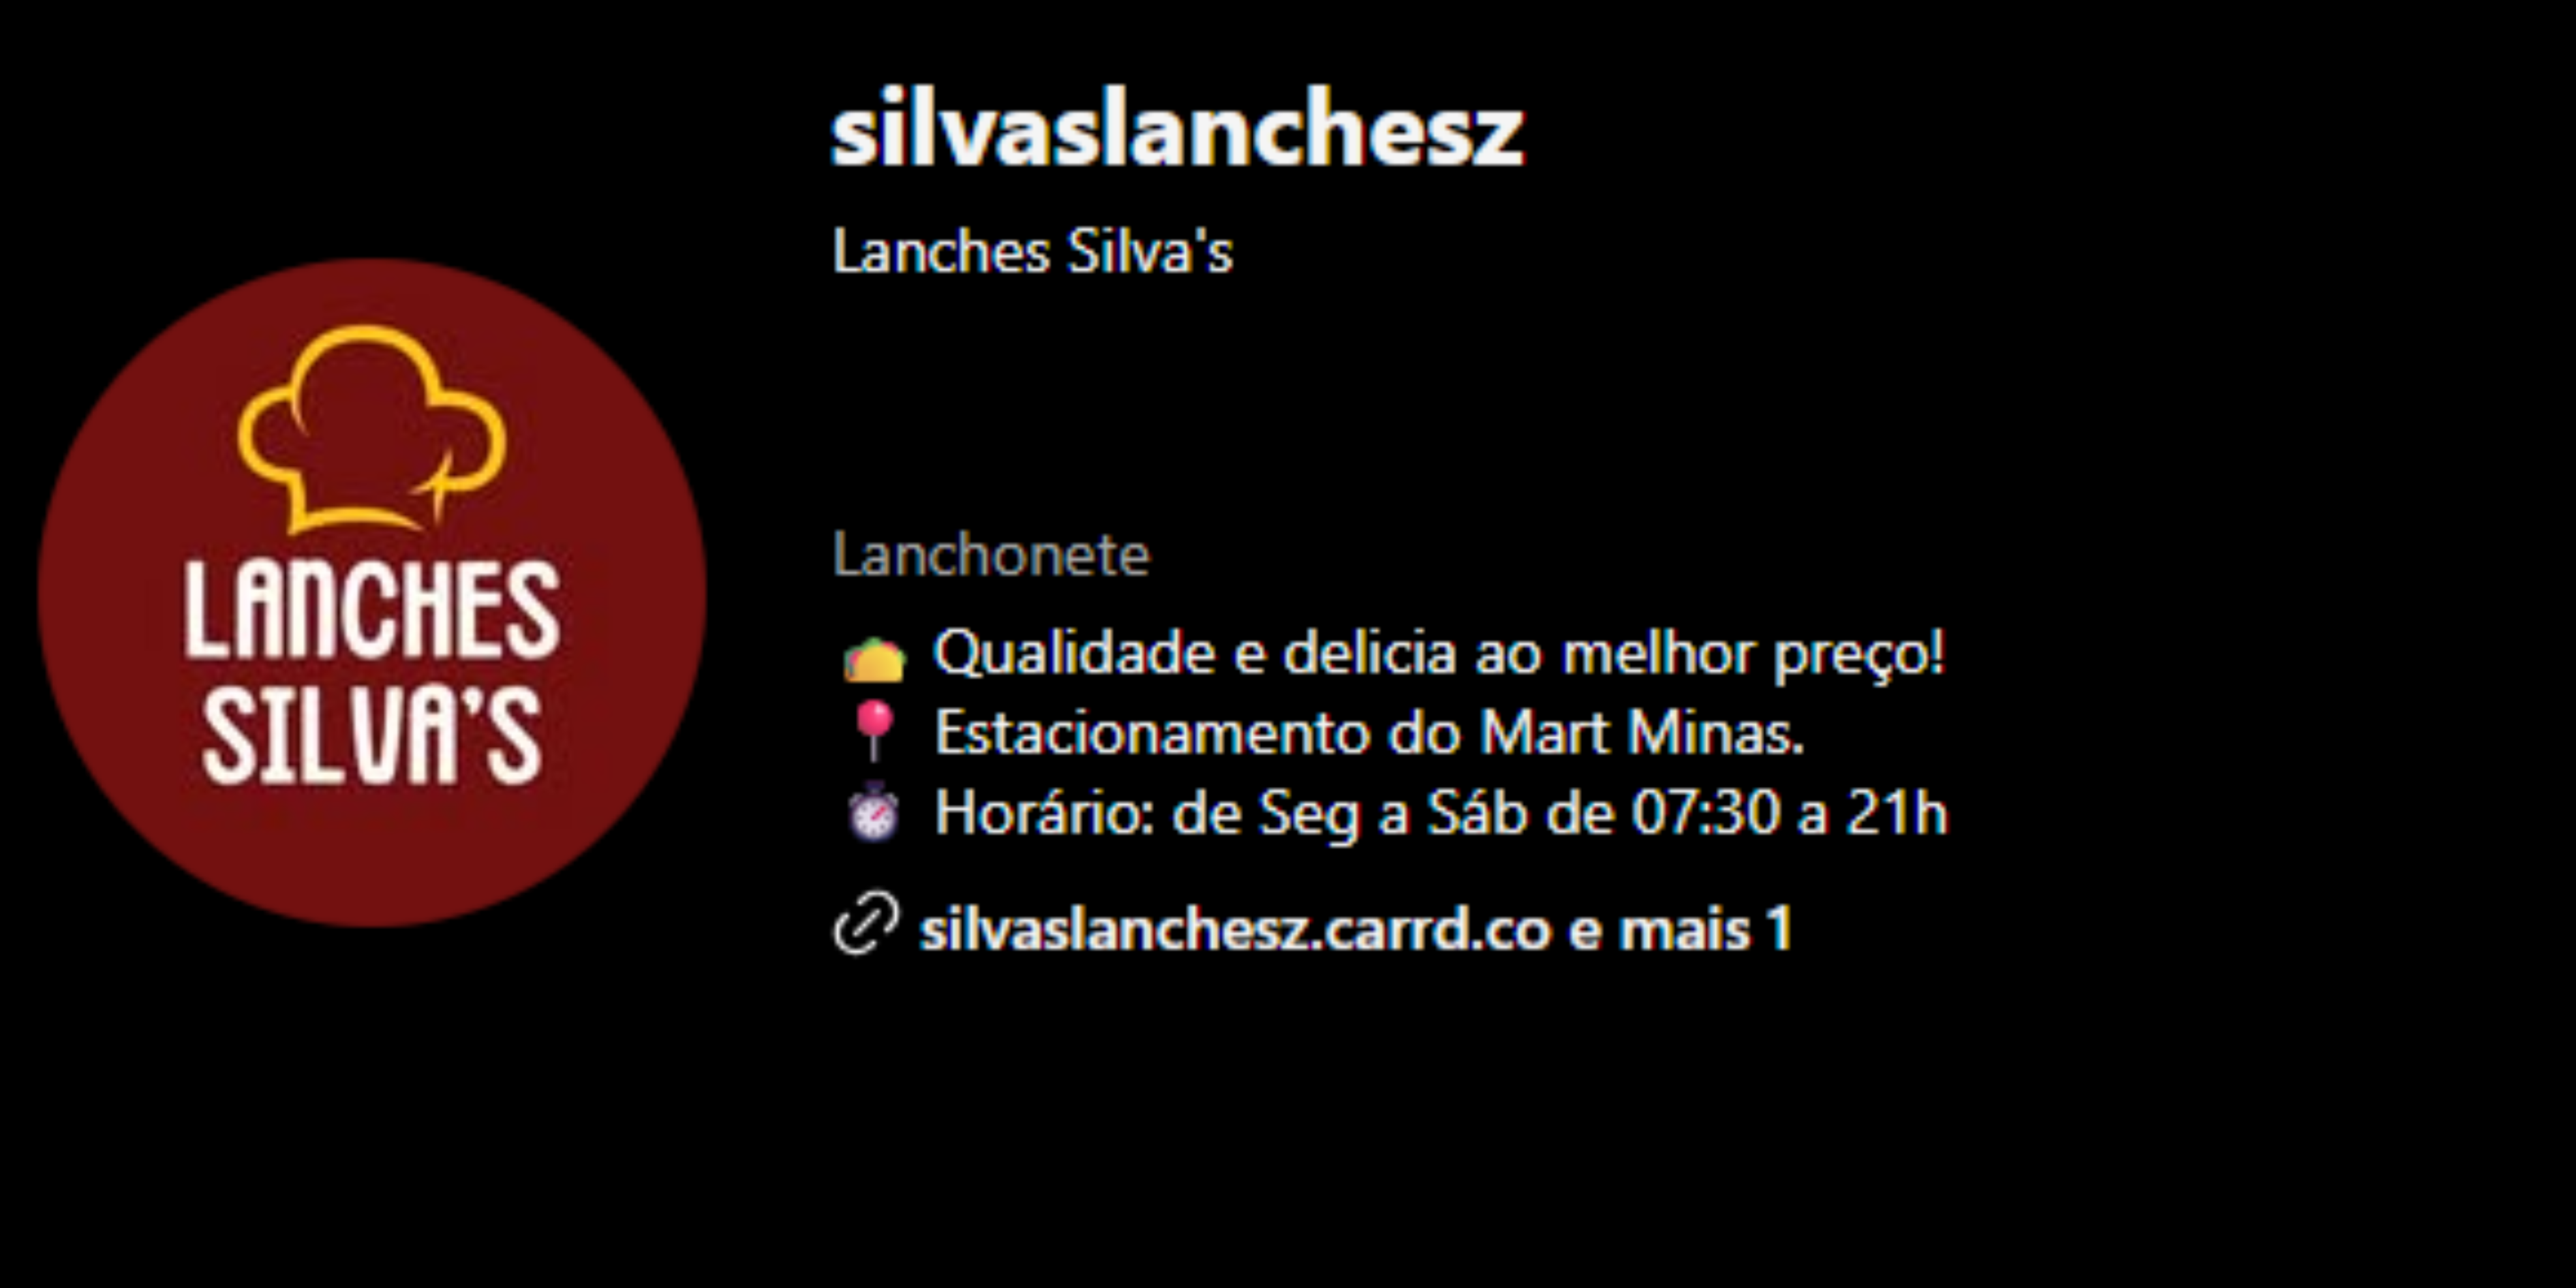 silvaslanchesz
Lanches Silva's
LANCHES
SILVA'S
Lanchonete
🌮 Qualidade e delicia ao melhor preço!
📍 Estacionamento do Mart Minas.
⏱ Horário: de Seg a Sáb de 07:30 a 21h
silvaslanchesz.carrd.co e mais 1